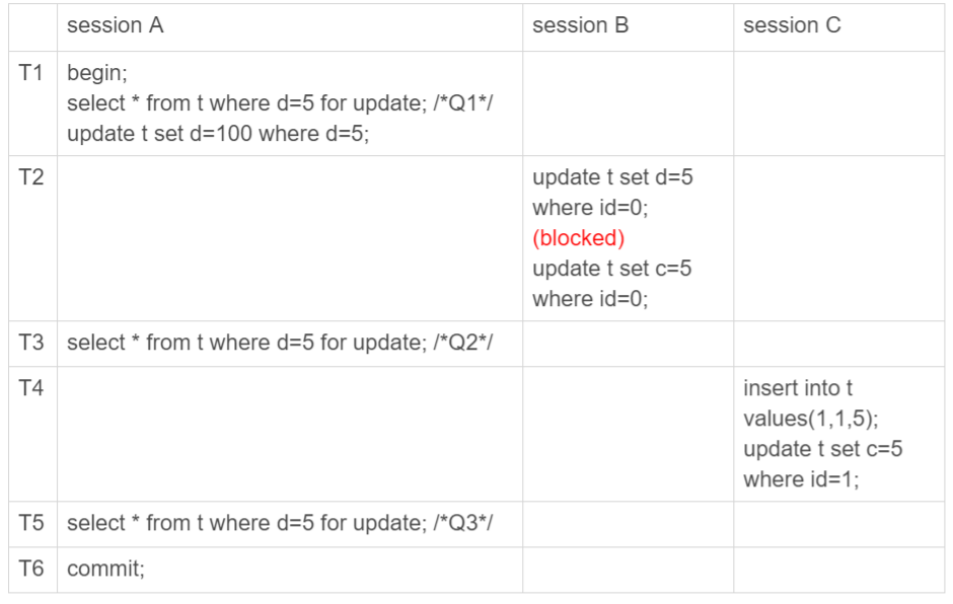 session A
session B
session C
T1
begin;
select * from t where d=5 for update; /*Q1*/
update t set d=100 where d=5;
T2
update t set d=5
where id=0;
(blocked)
update t set c=5
where id=0;
T3
select * from t where d=5 for update; /*Q2*/
T4
insert into t
values(1,1,5);
update t set c=5
where id=1;
T5
select * from t where d=5 for update; /*Q3*/
T6
commit;